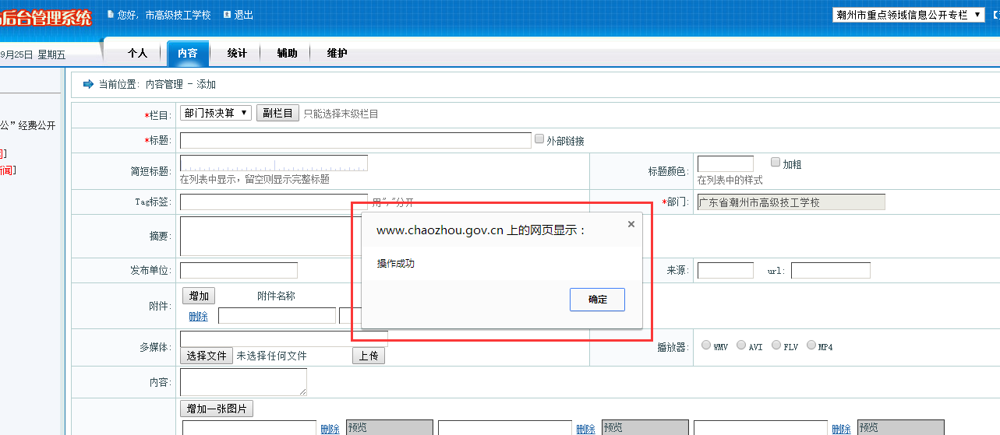 后台管理系统 您好, 市高级技工学校 退出 潮州市重点领域信息公开专栏 ▼
9月25日 星期五 个人 内容 统计 辅助 维护
当前位置: 内容管理 - 添加
*栏目: 部门预决算 ▼ 副栏目 只能选择末级栏目
公”经费公开
*标题: 外部链接
简短标题: 标题颜色: 加粗
在列表中显示，留空则显示完整标题 在列表中的样式
Tag标签: 用","分开 *部门: 广东省潮州市高级技工学校
www.chaozhou.gov.cn 上的网页显示：
摘要:
操作成功
发布单位: 来源: url:
增加 附件名称
确定
附件:
删除
多媒体: 播放器: WMV AVI FLV MP4
选择文件 未选择任何文件 上传
内容:
增加一张图片
删除 预览 删除 预览 删除 预览